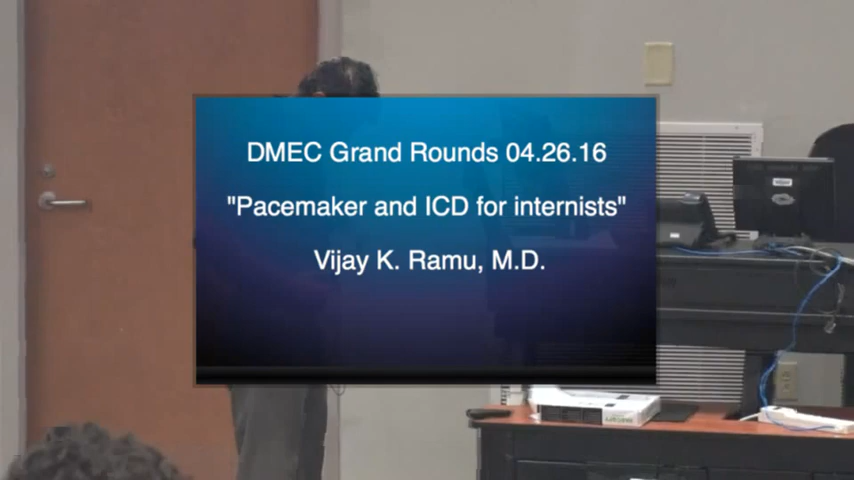 DMEC Grand Rounds 04.26.16
"Pacemaker and ICD for internists"
Vijay K. Ramu, M.D.